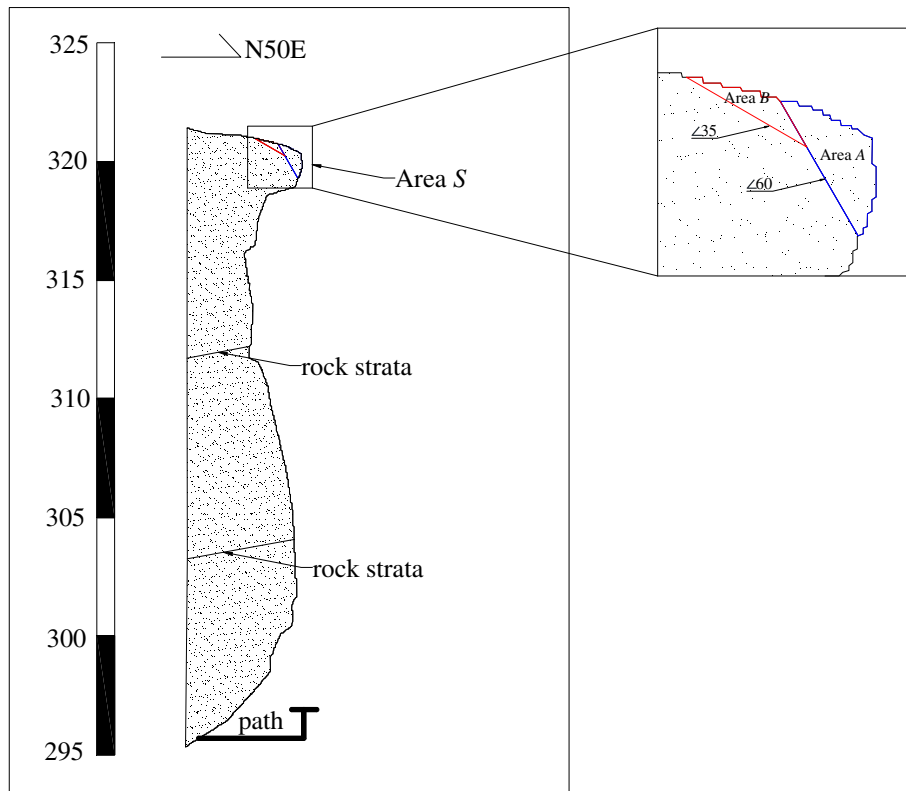 325
N50E
320
Area S
315
rock strata
310
305
rock strata
300
path
295
Area B
∠35
Area A
∠60